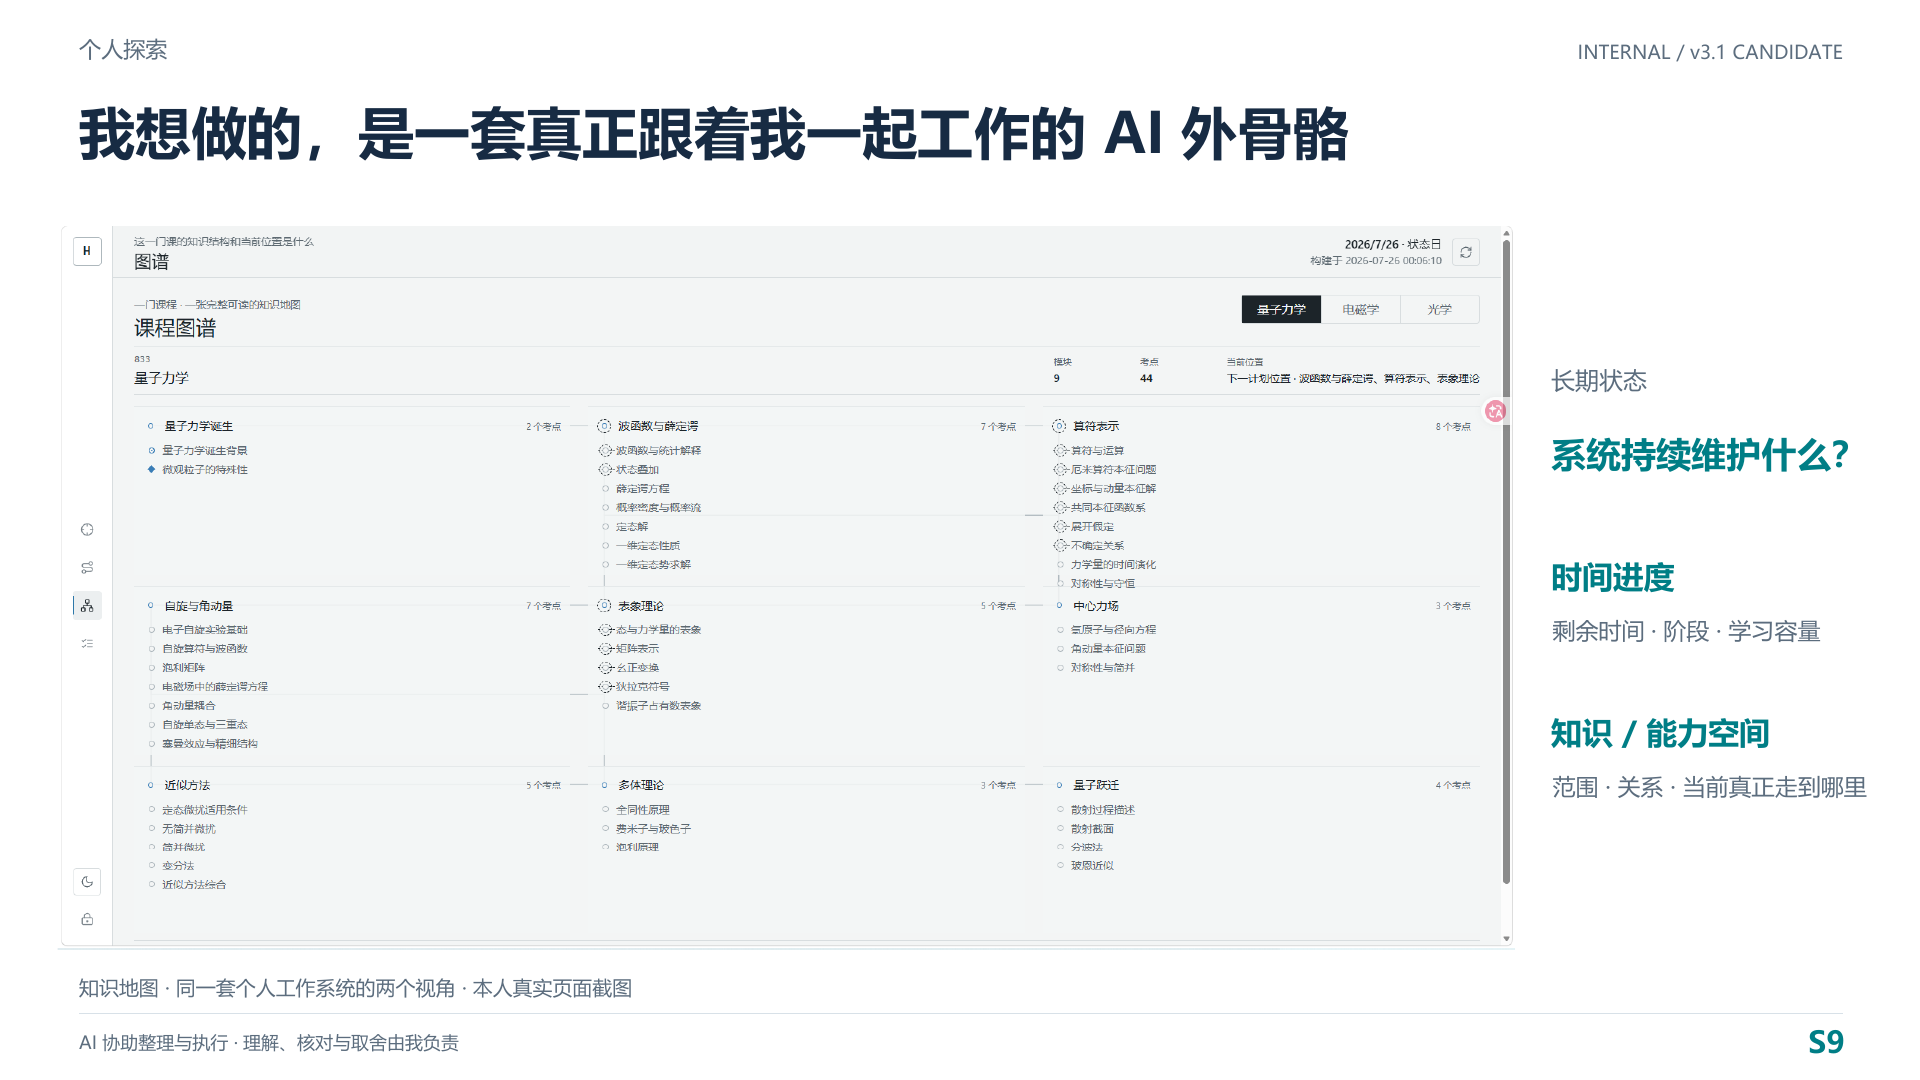 个人探索
INTERNAL / v3.1 CANDIDATE
我想做的，是一套真正跟着我一起工作的 AI 外骨骼
H
这一门课的知识结构和当前位置是什么
图谱
2026/7/26 · 状态日
构建于 2026-07-26 00:06:10
一门课程 · 一张完整可读的知识地图
课程图谱
量子力学
电磁学
光学
833
量子力学
模块
9
考点
44
当前位置
下一计划位置 · 波函数与薛定谔、算符表示、表象理论
量子力学诞生
2 个考点
量子力学诞生背景
微观粒子的特殊性
波函数与薛定谔
7 个考点
波函数与统计解释
状态叠加
薛定谔方程
概率密度与概率流
定态解
一维定态性质
一维定态势求解
算符表示
8 个考点
算符与运算
厄米算符本征问题
坐标与动量本征解
共同本征函数系
展开假定
不确定关系
力学量的时间演化
对称性与守恒
自旋与角动量
7 个考点
电子自旋实验基础
自旋算符与波函数
泡利矩阵
电磁场中的薛定谔方程
角动量耦合
自旋单态与三重态
塞曼效应与精细结构
表象理论
5 个考点
态与力学量的表象
矩阵表示
幺正变换
狄拉克符号
谐振子占有数表象
中心力场
3 个考点
氢原子与径向方程
角动量本征问题
对称性与简并
近似方法
5 个考点
定态微扰适用条件
无简并微扰
简并微扰
变分法
近似方法综合
多体理论
3 个考点
全同性原理
费米子与玻色子
泡利原理
量子跃迁
4 个考点
散射过程描述
散射截面
分波法
玻恩近似
长期状态
系统持续维护什么？
时间进度
剩余时间 · 阶段 · 学习容量
知识 / 能力空间
范围 · 关系 · 当前真正走到哪里
知识地图 · 同一套个人工作系统的两个视角 · 本人真实页面截图
AI 协助整理与执行 · 理解、核对与取舍由我负责
S9